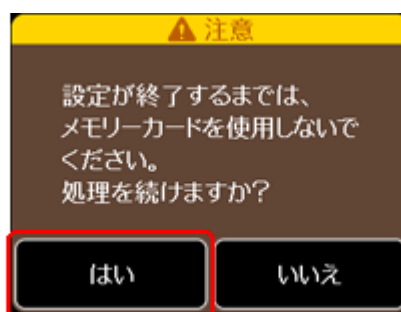 注意
設定が終了するまでは、
メモリーカードを使用しないで
ください。
処理を続けますか?
はい
いいえ